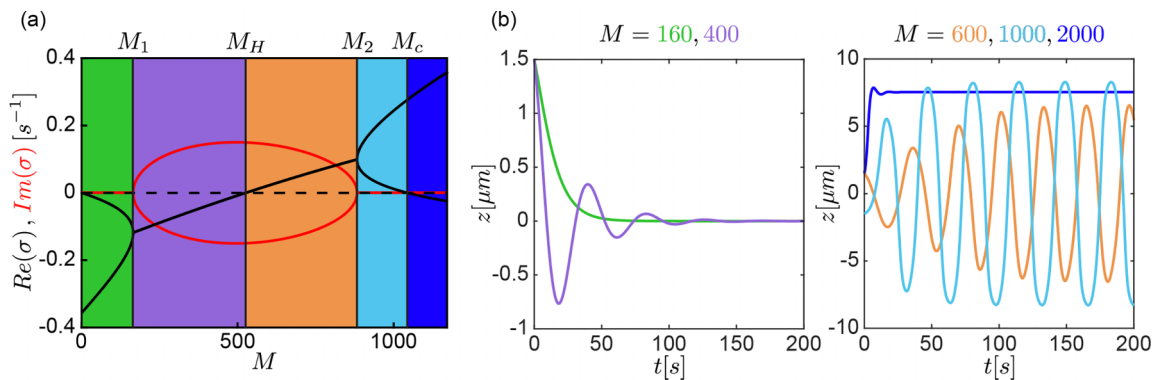 (a)
M₁ M_H M₂ M_c
Re(σ) , Im(σ) [s⁻¹]
0.4
0.2
0
-0.2
-0.4
0 500 1000
M
(b)
M = 160, 400
z[μm]
1.5
1
0.5
0
-0.5
-1
0 50 100 150 200
t[s]
M = 600, 1000, 2000
z[μm]
10
5
0
-5
-10
0 50 100 150 200
t[s]